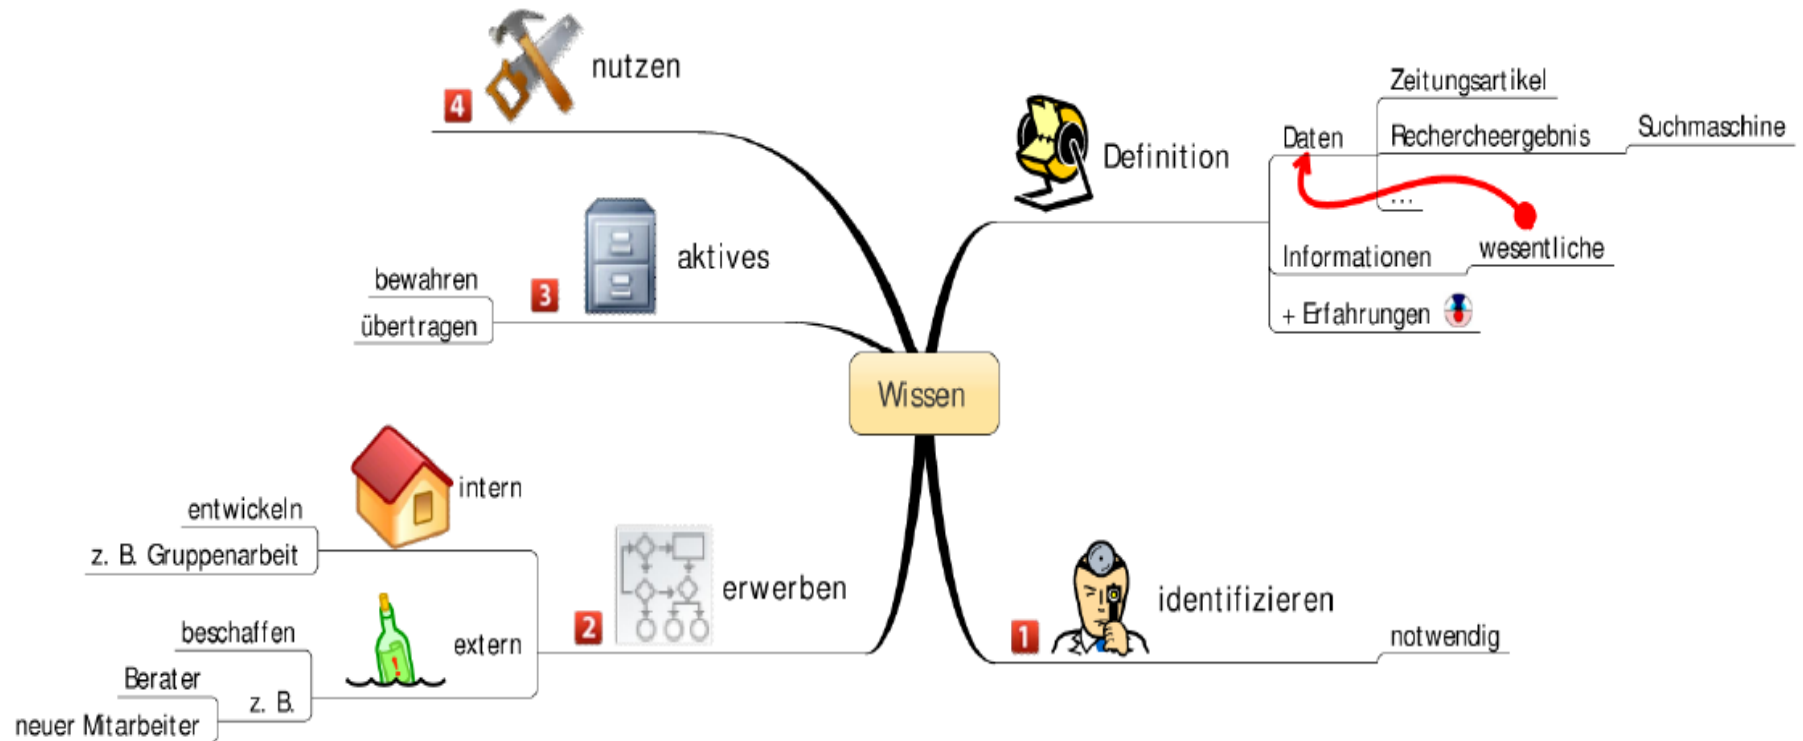 Wissen
Definition
Daten
Zeitungsartikel
Rechercheergebnis
Suchmaschine
...
Informationen
wesentliche
+ Erfahrungen
1
identifizieren
notwendig
2
erwerben
intern
entwickeln
z. B. Gruppenarbeit
extern
beschaffen
z. B.
Berater
neuer Mitarbeiter
3
aktives
bewahren
übertragen
4
nutzen